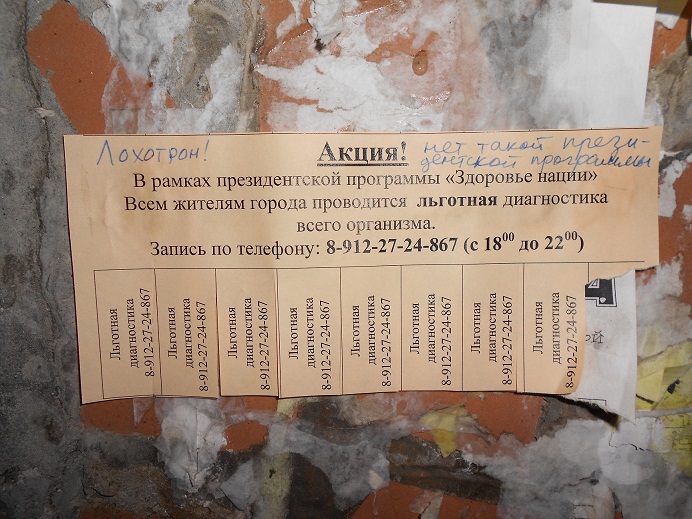 Лохотрон!
Акция!
нет такой прези-
дентской программы
В рамках президентской программы «Здоровье нации»
Всем жителям города проводится льготная диагностика
всего организма.
Запись по телефону: 8-912-27-24-867 (с 18⁰⁰ до 22⁰⁰)
Льготная
диагностика
8-912-27-24-867
Льготная
диагностика
8-912-27-24-867
Льготная
диагностика
8-912-27-24-867
Льготная
диагностика
8-912-27-24-867
Льготная
диагностика
8-912-27-24-867
Льготная
диагностика
8-912-27-24-867
Льготная
диагностика
8-912-27-24-867
Льготная
диагностика
8-912-27-24-867